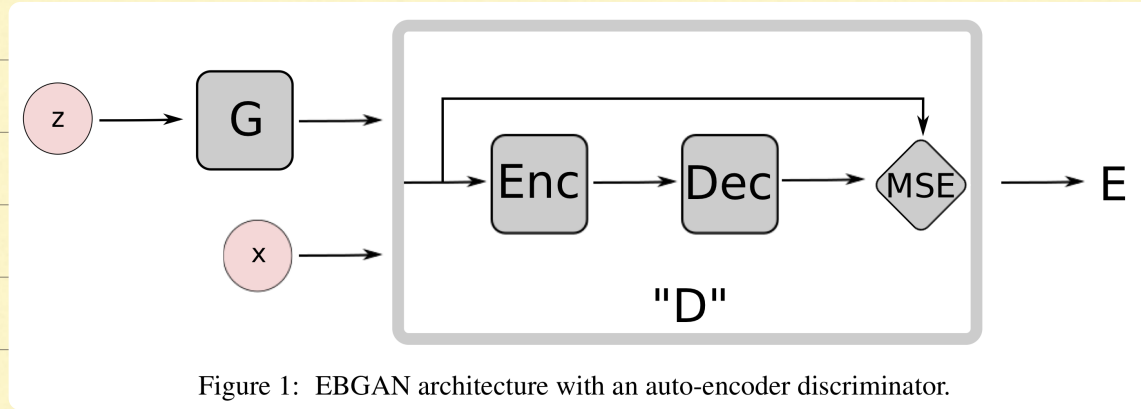 z
G
Enc
Dec
MSE
E
x
"D"
Figure 1: EBGAN architecture with an auto-encoder discriminator.